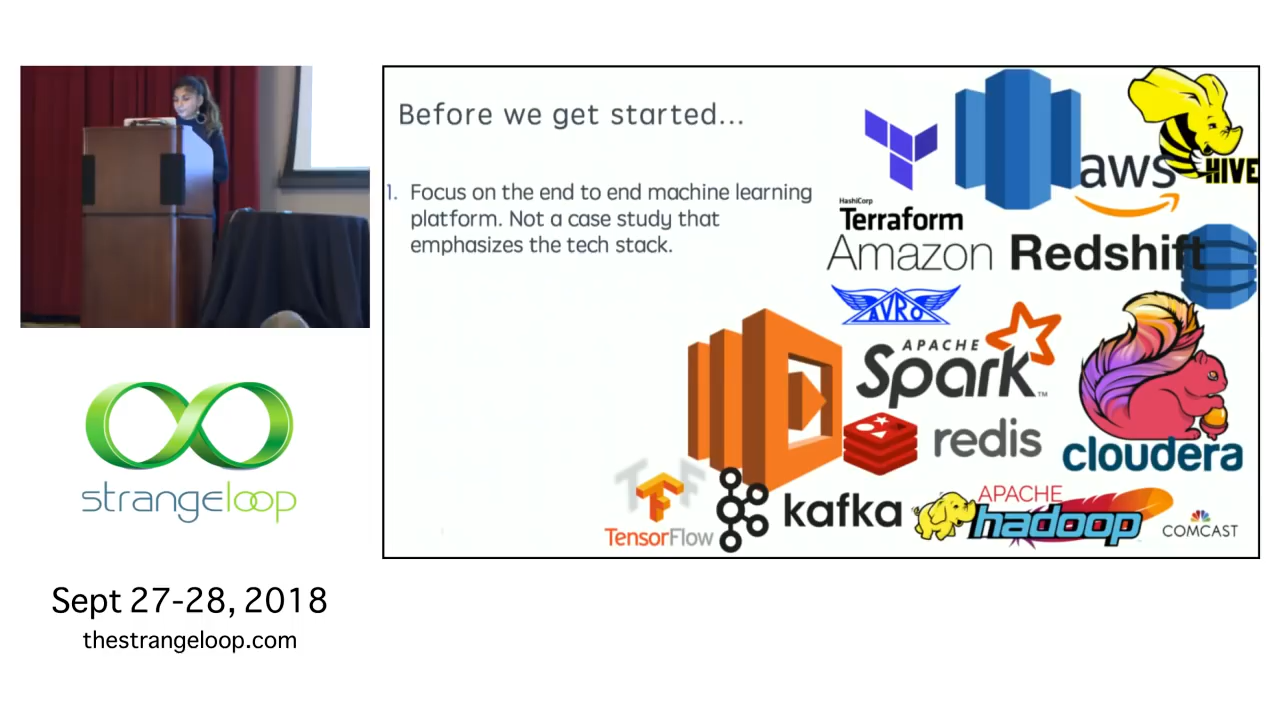 Before we get started...
1. Focus on the end to end machine learning
platform. Not a case study that
emphasizes the tech stack.
aws
HIVE
HashiCorp
Terraform
Amazon Redshift
AVRO
APACHE
Spark™
redis
cloudera
TF
TensorFlow
kafka
APACHE
hadoop
COMCAST
strangeloop
Sept 27-28, 2018
thestrangeloop.com